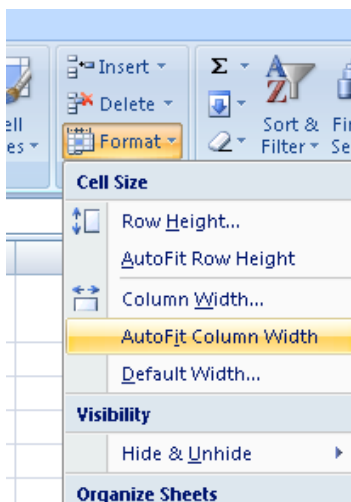 Insert
Σ
A
Z
Delete
ell
es
Format
Sort &
Filter
Fin
Se
Cell Size
Row Height...
AutoFit Row Height
Column Width...
AutoFit Column Width
Default Width...
Visibility
Hide & Unhide
Organize Sheets